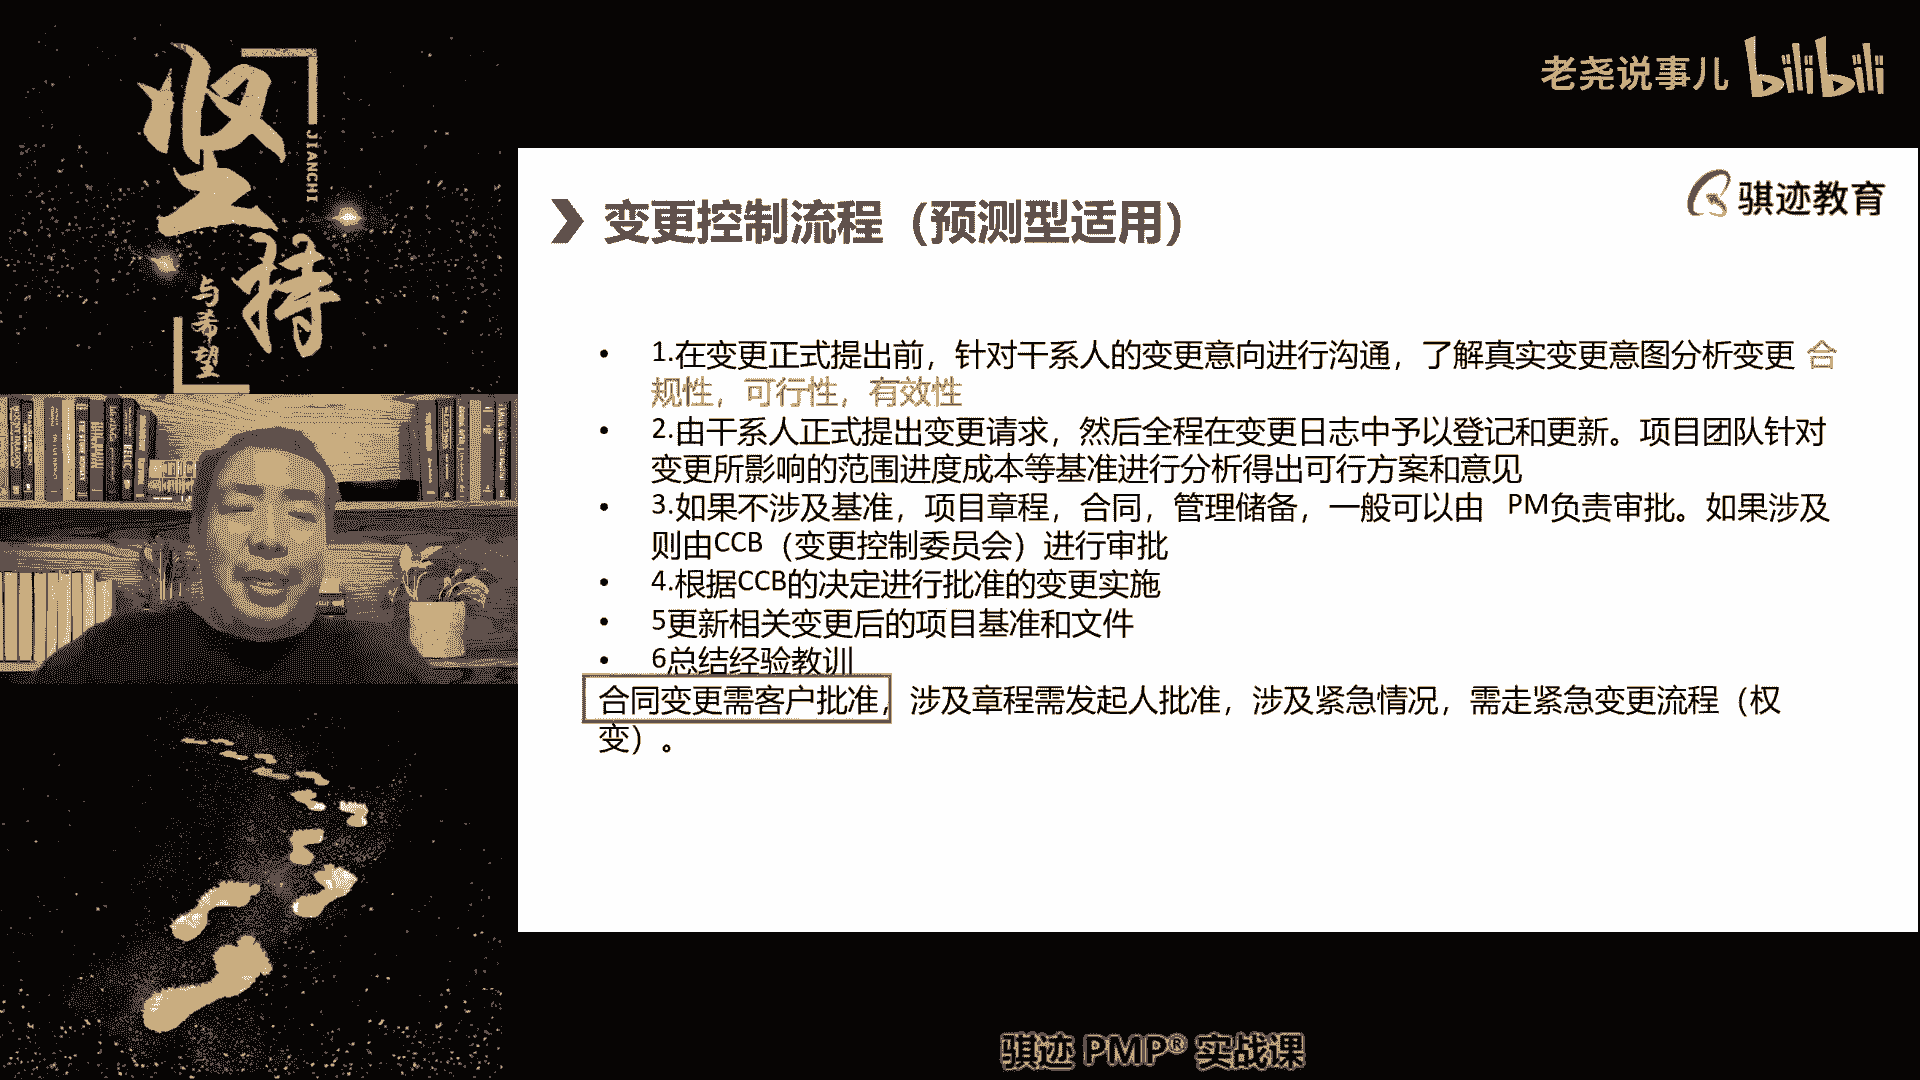 坚持
JIANCHI
与希望
老尧说事儿 bilibili
骐迹教育
变更控制流程（预测型适用）
• 1.在变更正式提出前，针对干系人的变更意向进行沟通，了解真实变更意图分析变更 合
规性，可行性，有效性
• 2.由干系人正式提出变更请求，然后全程在变更日志中予以登记和更新。项目团队针对
变更所影响的范围进度成本等基准进行分析得出可行方案和意见
• 3.如果不涉及基准，项目章程，合同，管理储备，一般可以由 PM负责审批。如果涉及
则由CCB（变更控制委员会）进行审批
• 4.根据CCB的决定进行批准的变更实施
• 5更新相关变更后的项目基准和文件
• 6总结经验教训
合同变更需客户批准，涉及章程需发起人批准，涉及紧急情况，需走紧急变更流程（权
变）。
骐迹 PMP® 实战课